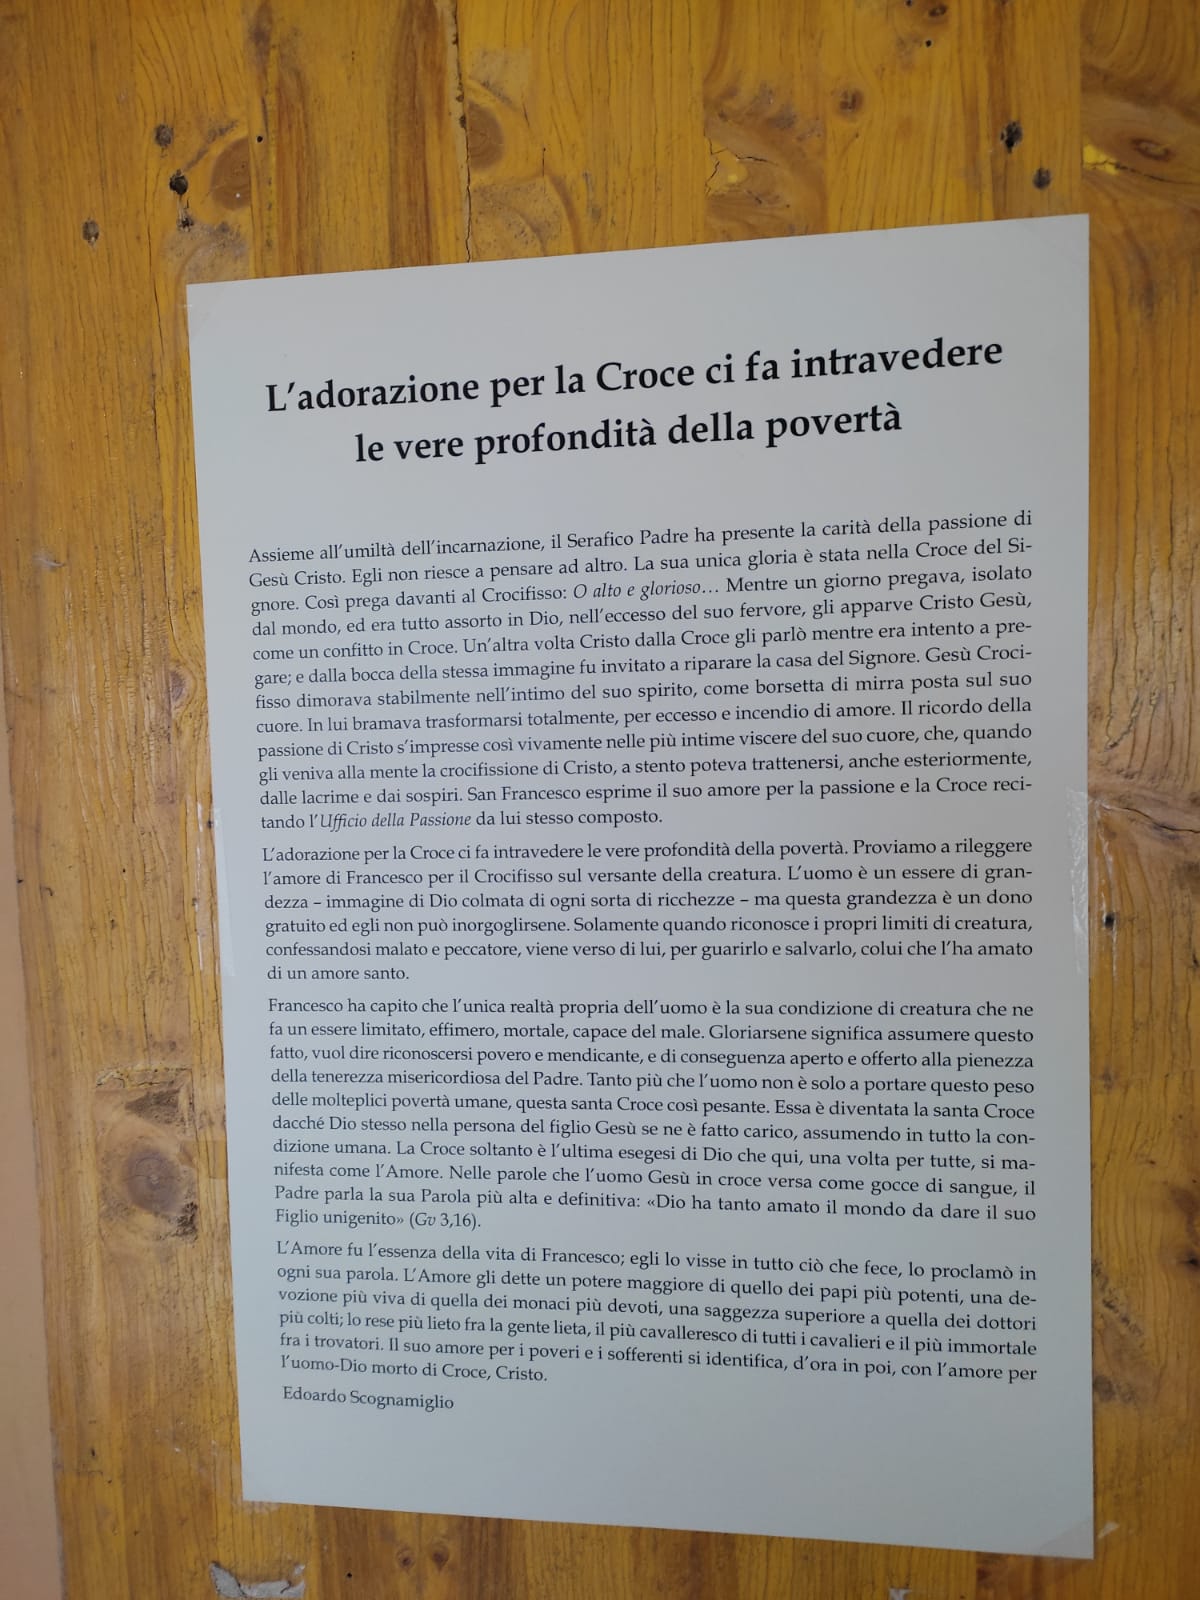 L'adorazione per la Croce ci fa intravedere
le vere profondità della povertà
Assieme all'umiltà dell'incarnazione, il Serafico Padre ha presente la carità della passione di
Gesù Cristo. Egli non riesce a pensare ad altro. La sua unica gloria è stata nella Croce del Si-
gnore. Così prega davanti al Crocifisso: O alto e glorioso… Mentre un giorno pregava, isolato
dal mondo, ed era tutto assorto in Dio, nell'eccesso del suo fervore, gli apparve Cristo Gesù,
come un confitto in Croce. Un'altra volta Cristo dalla Croce gli parlò mentre era intento a pre-
gare; e dalla bocca della stessa immagine fu invitato a riparare la casa del Signore. Gesù Croci-
fisso dimorava stabilmente nell'intimo del suo spirito, come borsetta di mirra posta sul suo
cuore. In lui bramava trasformarsi totalmente, per eccesso e incendio di amore. Il ricordo della
passione di Cristo s'impresse così vivamente nelle più intime viscere del suo cuore, che, quando
gli veniva alla mente la crocifissione di Cristo, a stento poteva trattenersi, anche esteriormente,
dalle lacrime e dai sospiri. San Francesco esprime il suo amore per la passione e la Croce reci-
tando l'Ufficio della Passione da lui stesso composto.
L'adorazione per la Croce ci fa intravedere le vere profondità della povertà. Proviamo a rileggere
l'amore di Francesco per il Crocifisso sul versante della creatura. L'uomo è un essere di gran-
dezza – immagine di Dio colmata di ogni sorta di ricchezze – ma questa grandezza è un dono
gratuito ed egli non può inorgoglirsene. Solamente quando riconosce i propri limiti di creatura,
confessandosi malato e peccatore, viene verso di lui, per guarirlo e salvarlo, colui che l'ha amato
di un amore santo.
Francesco ha capito che l'unica realtà propria dell'uomo è la sua condizione di creatura che ne
fa un essere limitato, effimero, mortale, capace del male. Gloriarsene significa assumere questo
fatto, vuol dire riconoscersi povero e mendicante, e di conseguenza aperto e offerto alla pienezza
della tenerezza misericordiosa del Padre. Tanto più che l'uomo non è solo a portare questo peso
delle molteplici povertà umane, questa santa Croce così pesante. Essa è diventata la santa Croce
dacché Dio stesso nella persona del figlio Gesù se ne è fatto carico, assumendo in tutto la con-
dizione umana. La Croce soltanto è l'ultima esegesi di Dio che qui, una volta per tutte, si ma-
nifesta come l'Amore. Nelle parole che l'uomo Gesù in croce versa come gocce di sangue, il
Padre parla la sua Parola più alta e definitiva: «Dio ha tanto amato il mondo da dare il suo
Figlio unigenito» (Gv 3,16).
L'Amore fu l'essenza della vita di Francesco; egli lo visse in tutto ciò che fece, lo proclamò in
ogni sua parola. L'Amore gli dette un potere maggiore di quello dei papi più potenti, una de-
vozione più viva di quella dei monaci più devoti, una saggezza superiore a quella dei dottori
più colti; lo rese più lieto fra la gente lieta, il più cavalleresco di tutti i cavalieri e il più immortale
fra i trovatori. Il suo amore per i poveri e i sofferenti si identifica, d'ora in poi, con l'amore per
l'uomo-Dio morto di Croce, Cristo.
Edoardo Scognamiglio